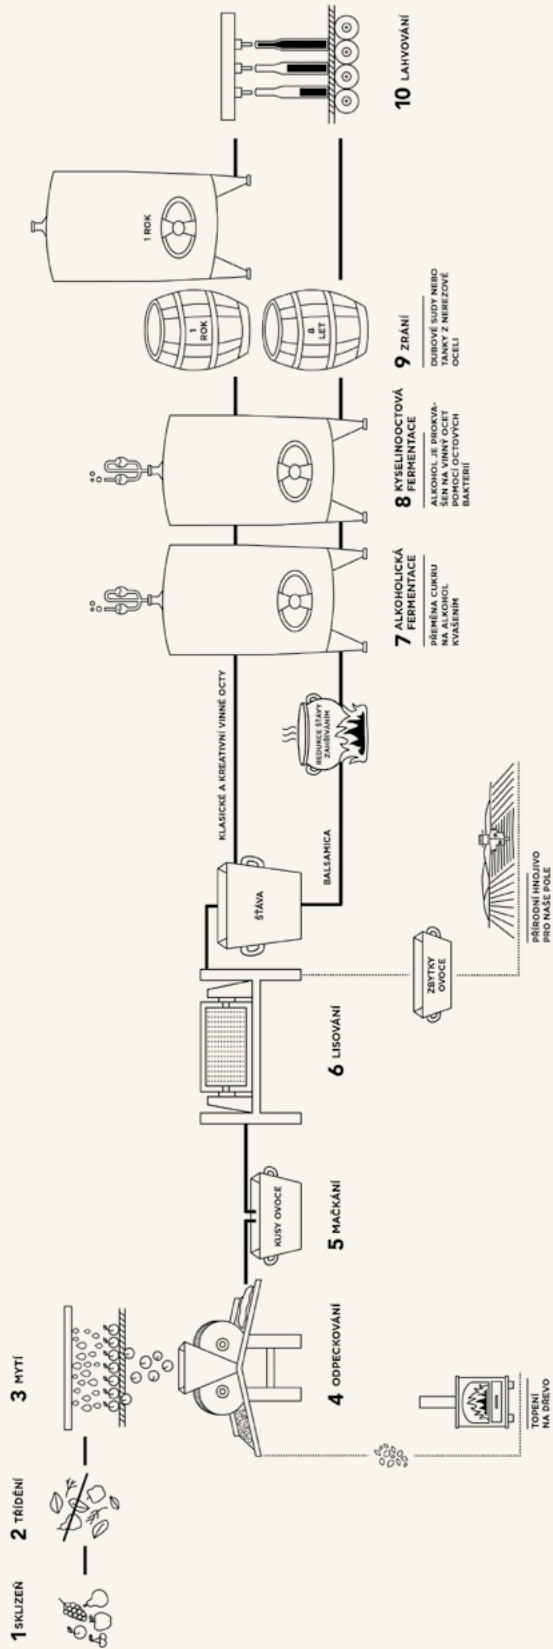 1 SKLIZEŇ
2 TŘÍDĚNÍ
3 MYTÍ
4 ODPECKOVÁNÍ
TOPENÍ
NA DŘEVO
KUSY OVOCE
5 MAČKÁNÍ
6 LISOVÁNÍ
ZBYTKY
OVOCE
PŘÍRODNÍ HNOJIVO
PRO NAŠE POLE
ŠŤÁVA
KLASICKÉ A KREATIVNÍ VINNÉ OCTY
BALSAMICA
REDUKCE ŠŤÁVY
ZAHŘÍVÁNÍM
7 ALKOHOLICKÁ
FERMENTACE
PŘEMĚNA CUKRU
NA ALKOHOL
KVAŠENÍM
8 KYSELINOOCTOVÁ
FERMENTACE
ALKOHOL JE PROKVA-
ŠEN NA VINNÝ OCET
POMOCÍ OCTOVÝCH
BAKTERIÍ
1
ROK
8
LET
1 ROK
9 ZRÁNÍ
DUBOVÉ SUDY NEBO
TANKY Z NEREZOVÉ
OCELI
10 LAHVOVÁNÍ